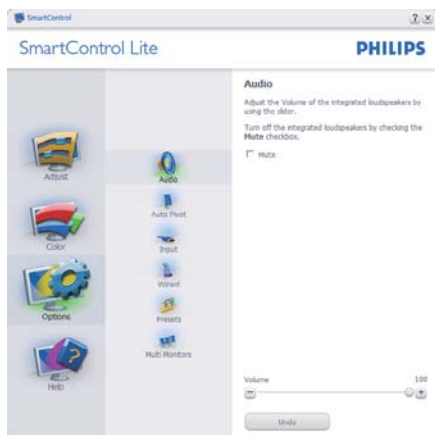 SmartControl
SmartControl Lite
PHILIPS
Adjust
Color
Options
Help
Audio
Auto Pivot
Input
Wizard
Presets
Multi Monitors
Audio
Adjust the Volume of the integrated loudspeakers by
using the slider.
Turn off the integrated loudspeakers by checking the
Mute checkbox.
Mute
Volume
100
Undo